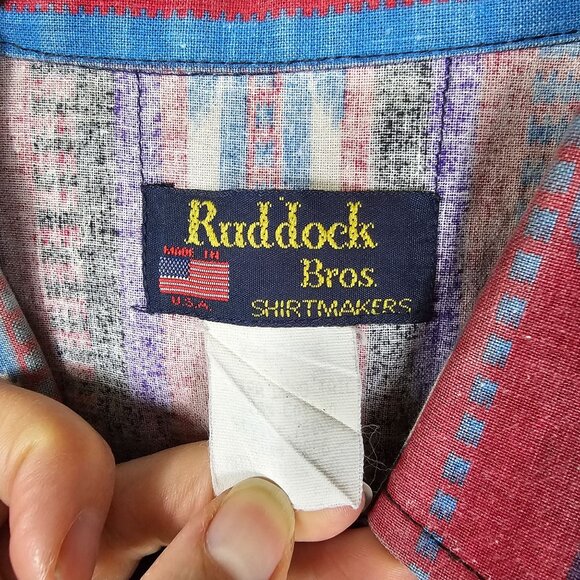 Ruddock
MADE IN
Bros.
U.S.A.
SHIRTMAKERS